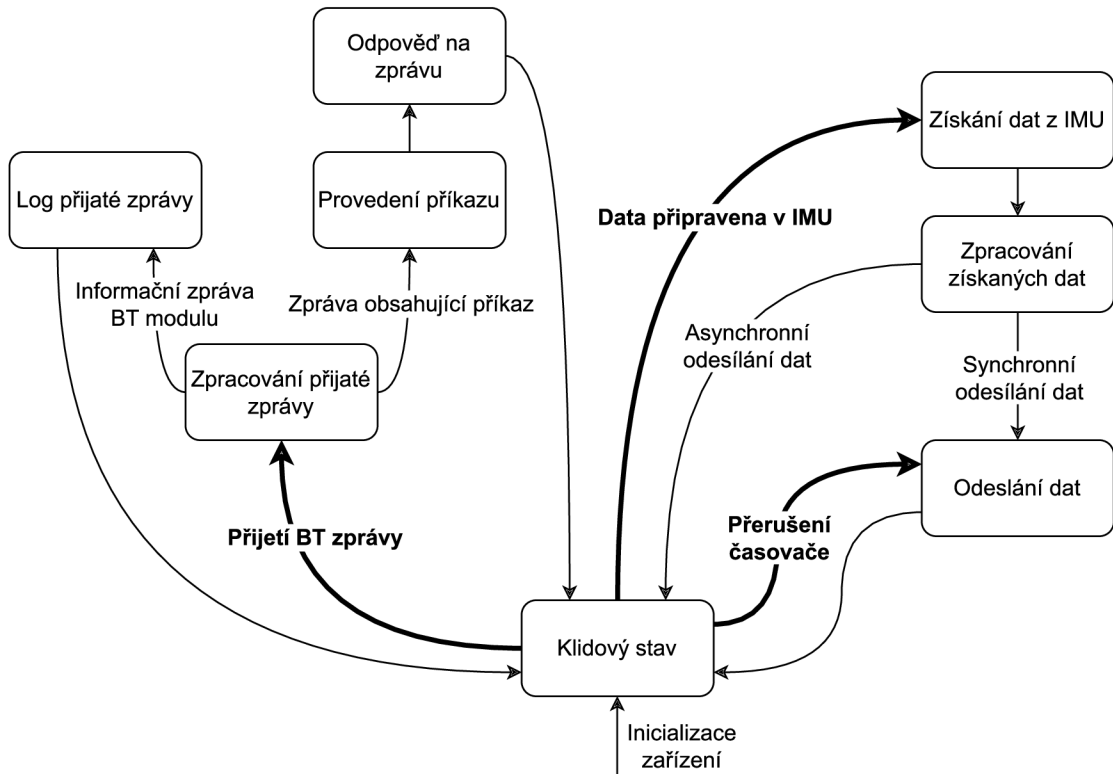 Odpověď na
zprávu
Získání dat z IMU
Log přijaté zprávy
Provedení příkazu
Data připravena v IMU
Zpracování
získaných dat
Informační zpráva
BT modulu
Zpráva obsahující příkaz
Asynchronní
odesílání dat
Synchronní
odesílání dat
Zpracování přijaté
zprávy
Odeslání dat
Přijetí BT zprávy
Přerušení
časovače
Klidový stav
Inicializace
zařízení